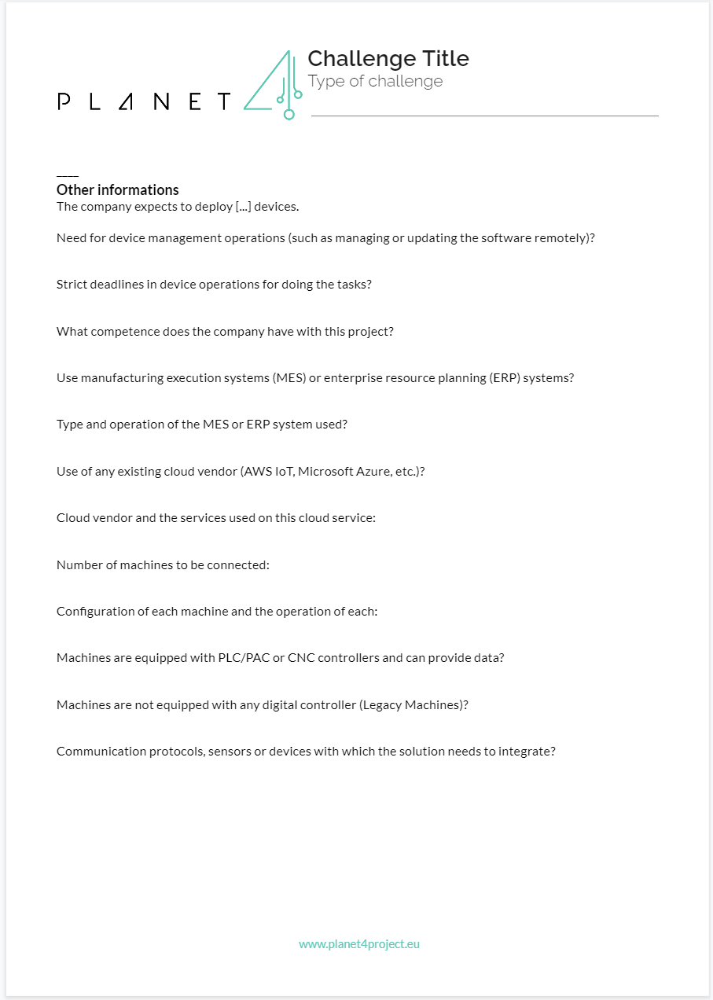 PLANET 4
Challenge Title
Type of challenge
____
Other informations
The company expects to deploy [...] devices.
Need for device management operations (such as managing or updating the software remotely)?
Strict deadlines in device operations for doing the tasks?
What competence does the company have with this project?
Use manufacturing execution systems (MES) or enterprise resource planning (ERP) systems?
Type and operation of the MES or ERP system used?
Use of any existing cloud vendor (AWS IoT, Microsoft Azure, etc.)?
Cloud vendor and the services used on this cloud service:
Number of machines to be connected:
Configuration of each machine and the operation of each:
Machines are equipped with PLC/PAC or CNC controllers and can provide data?
Machines are not equipped with any digital controller (Legacy Machines)?
Communication protocols, sensors or devices with which the solution needs to integrate?
www.planet4project.eu